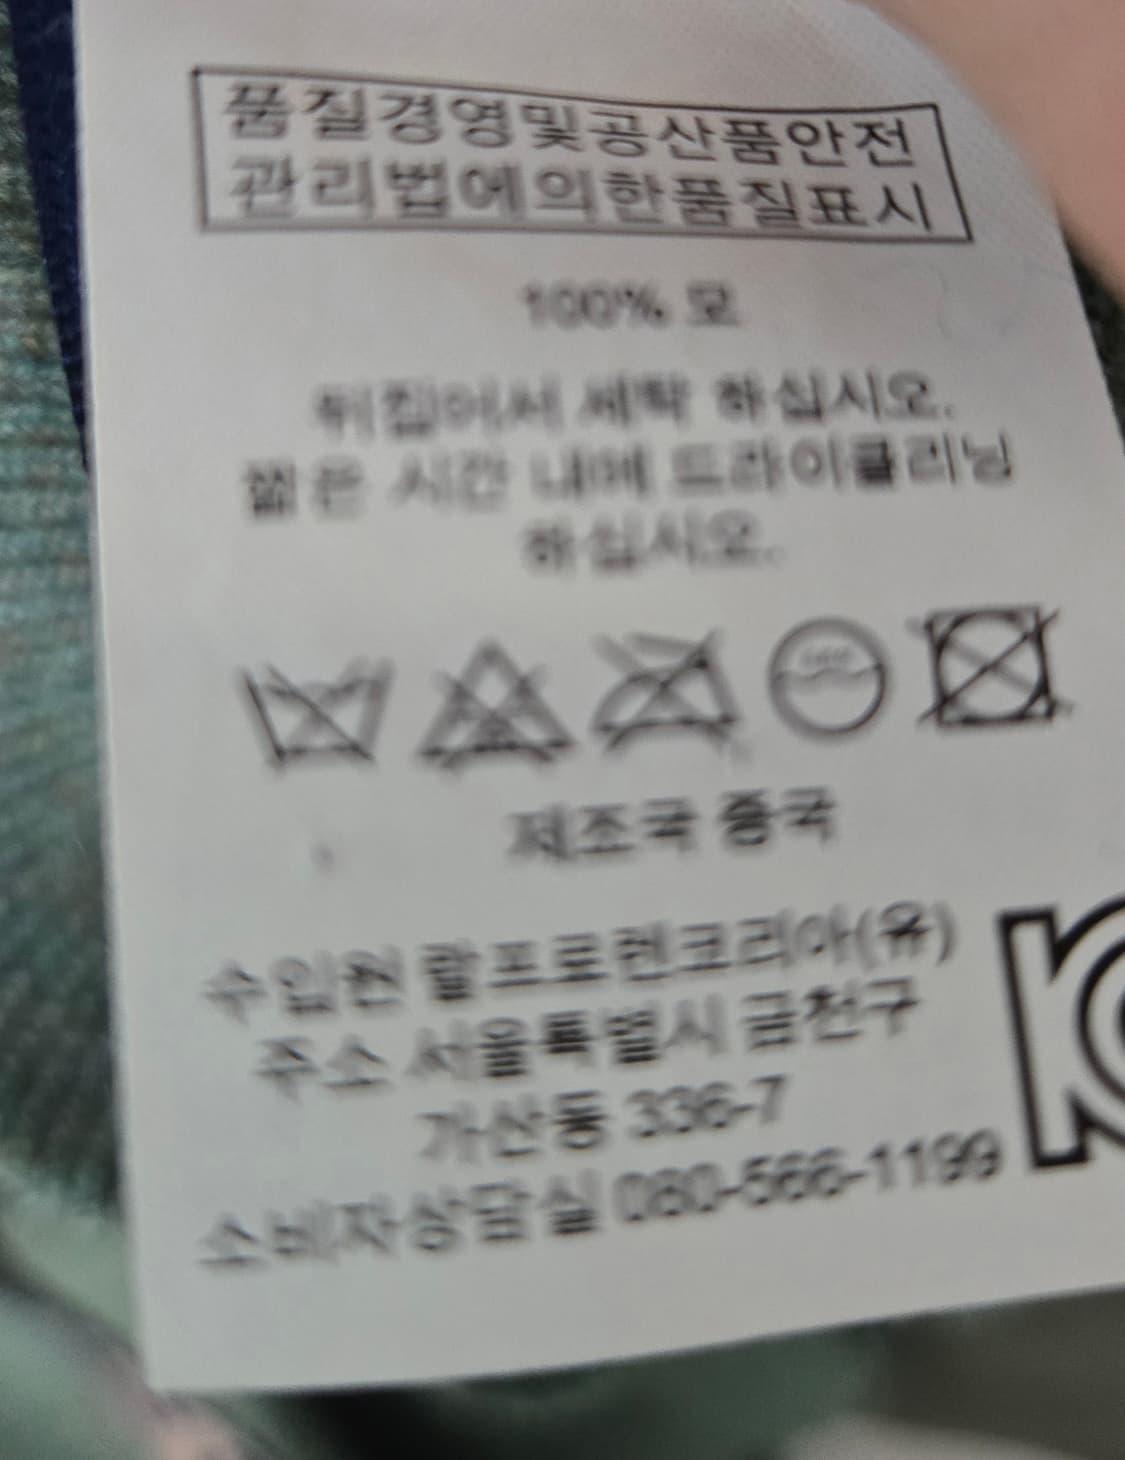 품질경영및공산품안전
관리법에의한품질표시
100% 모
뒤집어서 세탁 하십시오.
짧은 시간 내에 드라이클리닝
하십시오.
제조국 중국
수입원 랄프로렌코리아(유)
주소 서울특별시 금천구
가산동 336-7
소비자상담실 080-566-1199